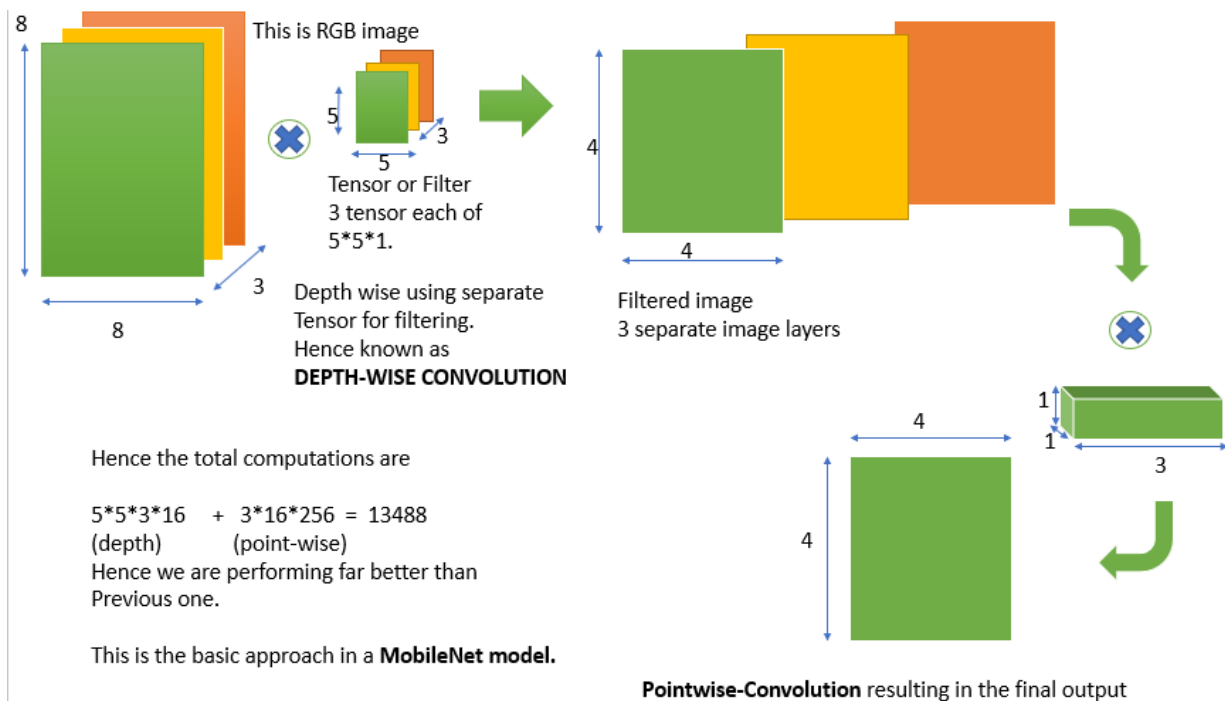 8
This is RGB image
8
3
5
5
3
Tensor or Filter
3 tensor each of
5*5*1.
Depth wise using separate
Tensor for filtering.
Hence known as
DEPTH-WISE CONVOLUTION
4
4
Filtered image
3 separate image layers
1
1
3
4
4
Pointwise-Convolution resulting in the final output
Hence the total computations are
5*5*3*16 + 3*16*256 = 13488
(depth) (point-wise)
Hence we are performing far better than
Previous one.
This is the basic approach in a MobileNet model.